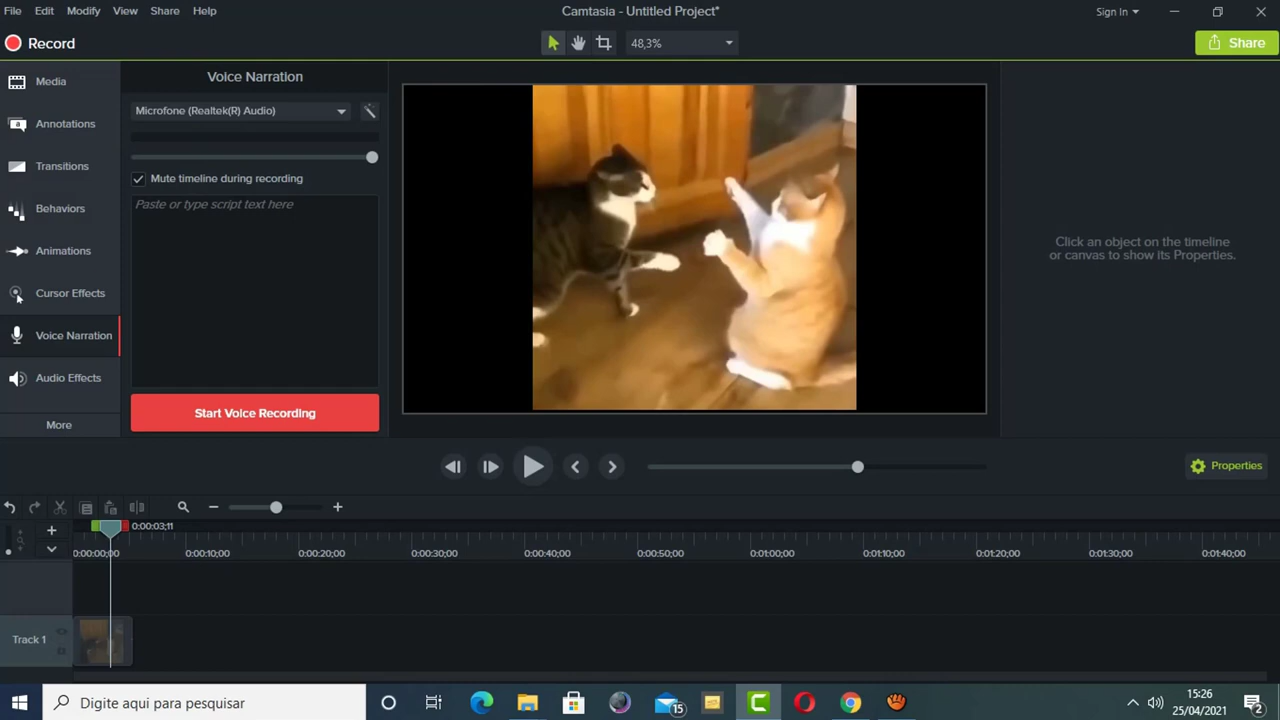 File Edit Modify View Share Help
Camtasia - Untitled Project*
Sign In
Record
48,3%
Share
Media
Annotations
Transitions
Behaviors
Animations
Cursor Effects
Voice Narration
Audio Effects
More
Voice Narration
Microfone (Realtek(R) Audio)
Mute timeline during recording
Paste or type script text here
Start Voice Recording
Click an object on the timeline
or canvas to show its Properties.
Properties
0:00:03;11
0:00:00;00 0:00:10;00 0:00:20;00 0:00:30;00 0:00:40;00 0:00:50;00 0:01:00;00 0:01:10;00 0:01:20;00 0:01:30;00 0:01:40;00
Track 1
Digite aqui para pesquisar
15
15:26
25/04/2021
2